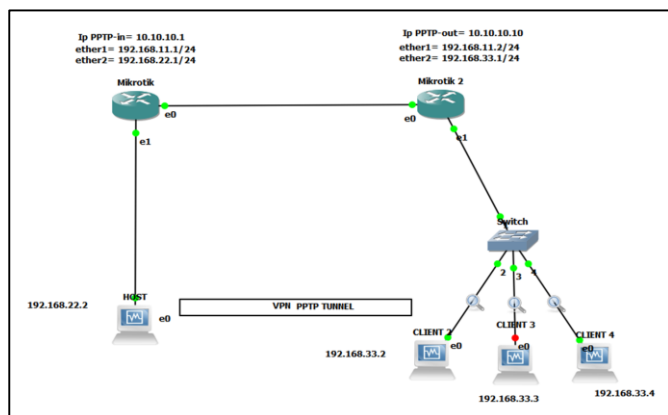 Ip PPTP-in= 10.10.10.1
ether1= 192.168.11.1/24
ether2= 192.168.22.1/24
Ip PPTP-out= 10.10.10.10
ether1= 192.168.11.2/24
ether2= 192.168.33.1/24
Mikrotik
Mikrotik 2
e0
e0
e1
e1
Switch
2
3
4
HOST
192.168.22.2
e0
VPN PPTP TUNNEL
CLIENT 2
CLIENT 3
CLIENT 4
e0
e0
e0
192.168.33.2
192.168.33.3
192.168.33.4